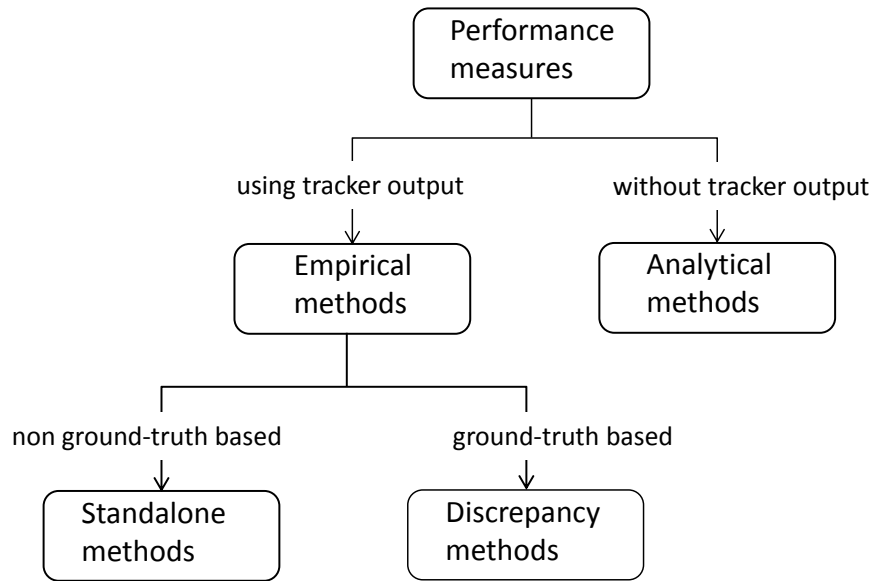 Performance
measures
using tracker output
without tracker output
Empirical
methods
Analytical
methods
non ground-truth based
ground-truth based
Standalone
methods
Discrepancy
methods